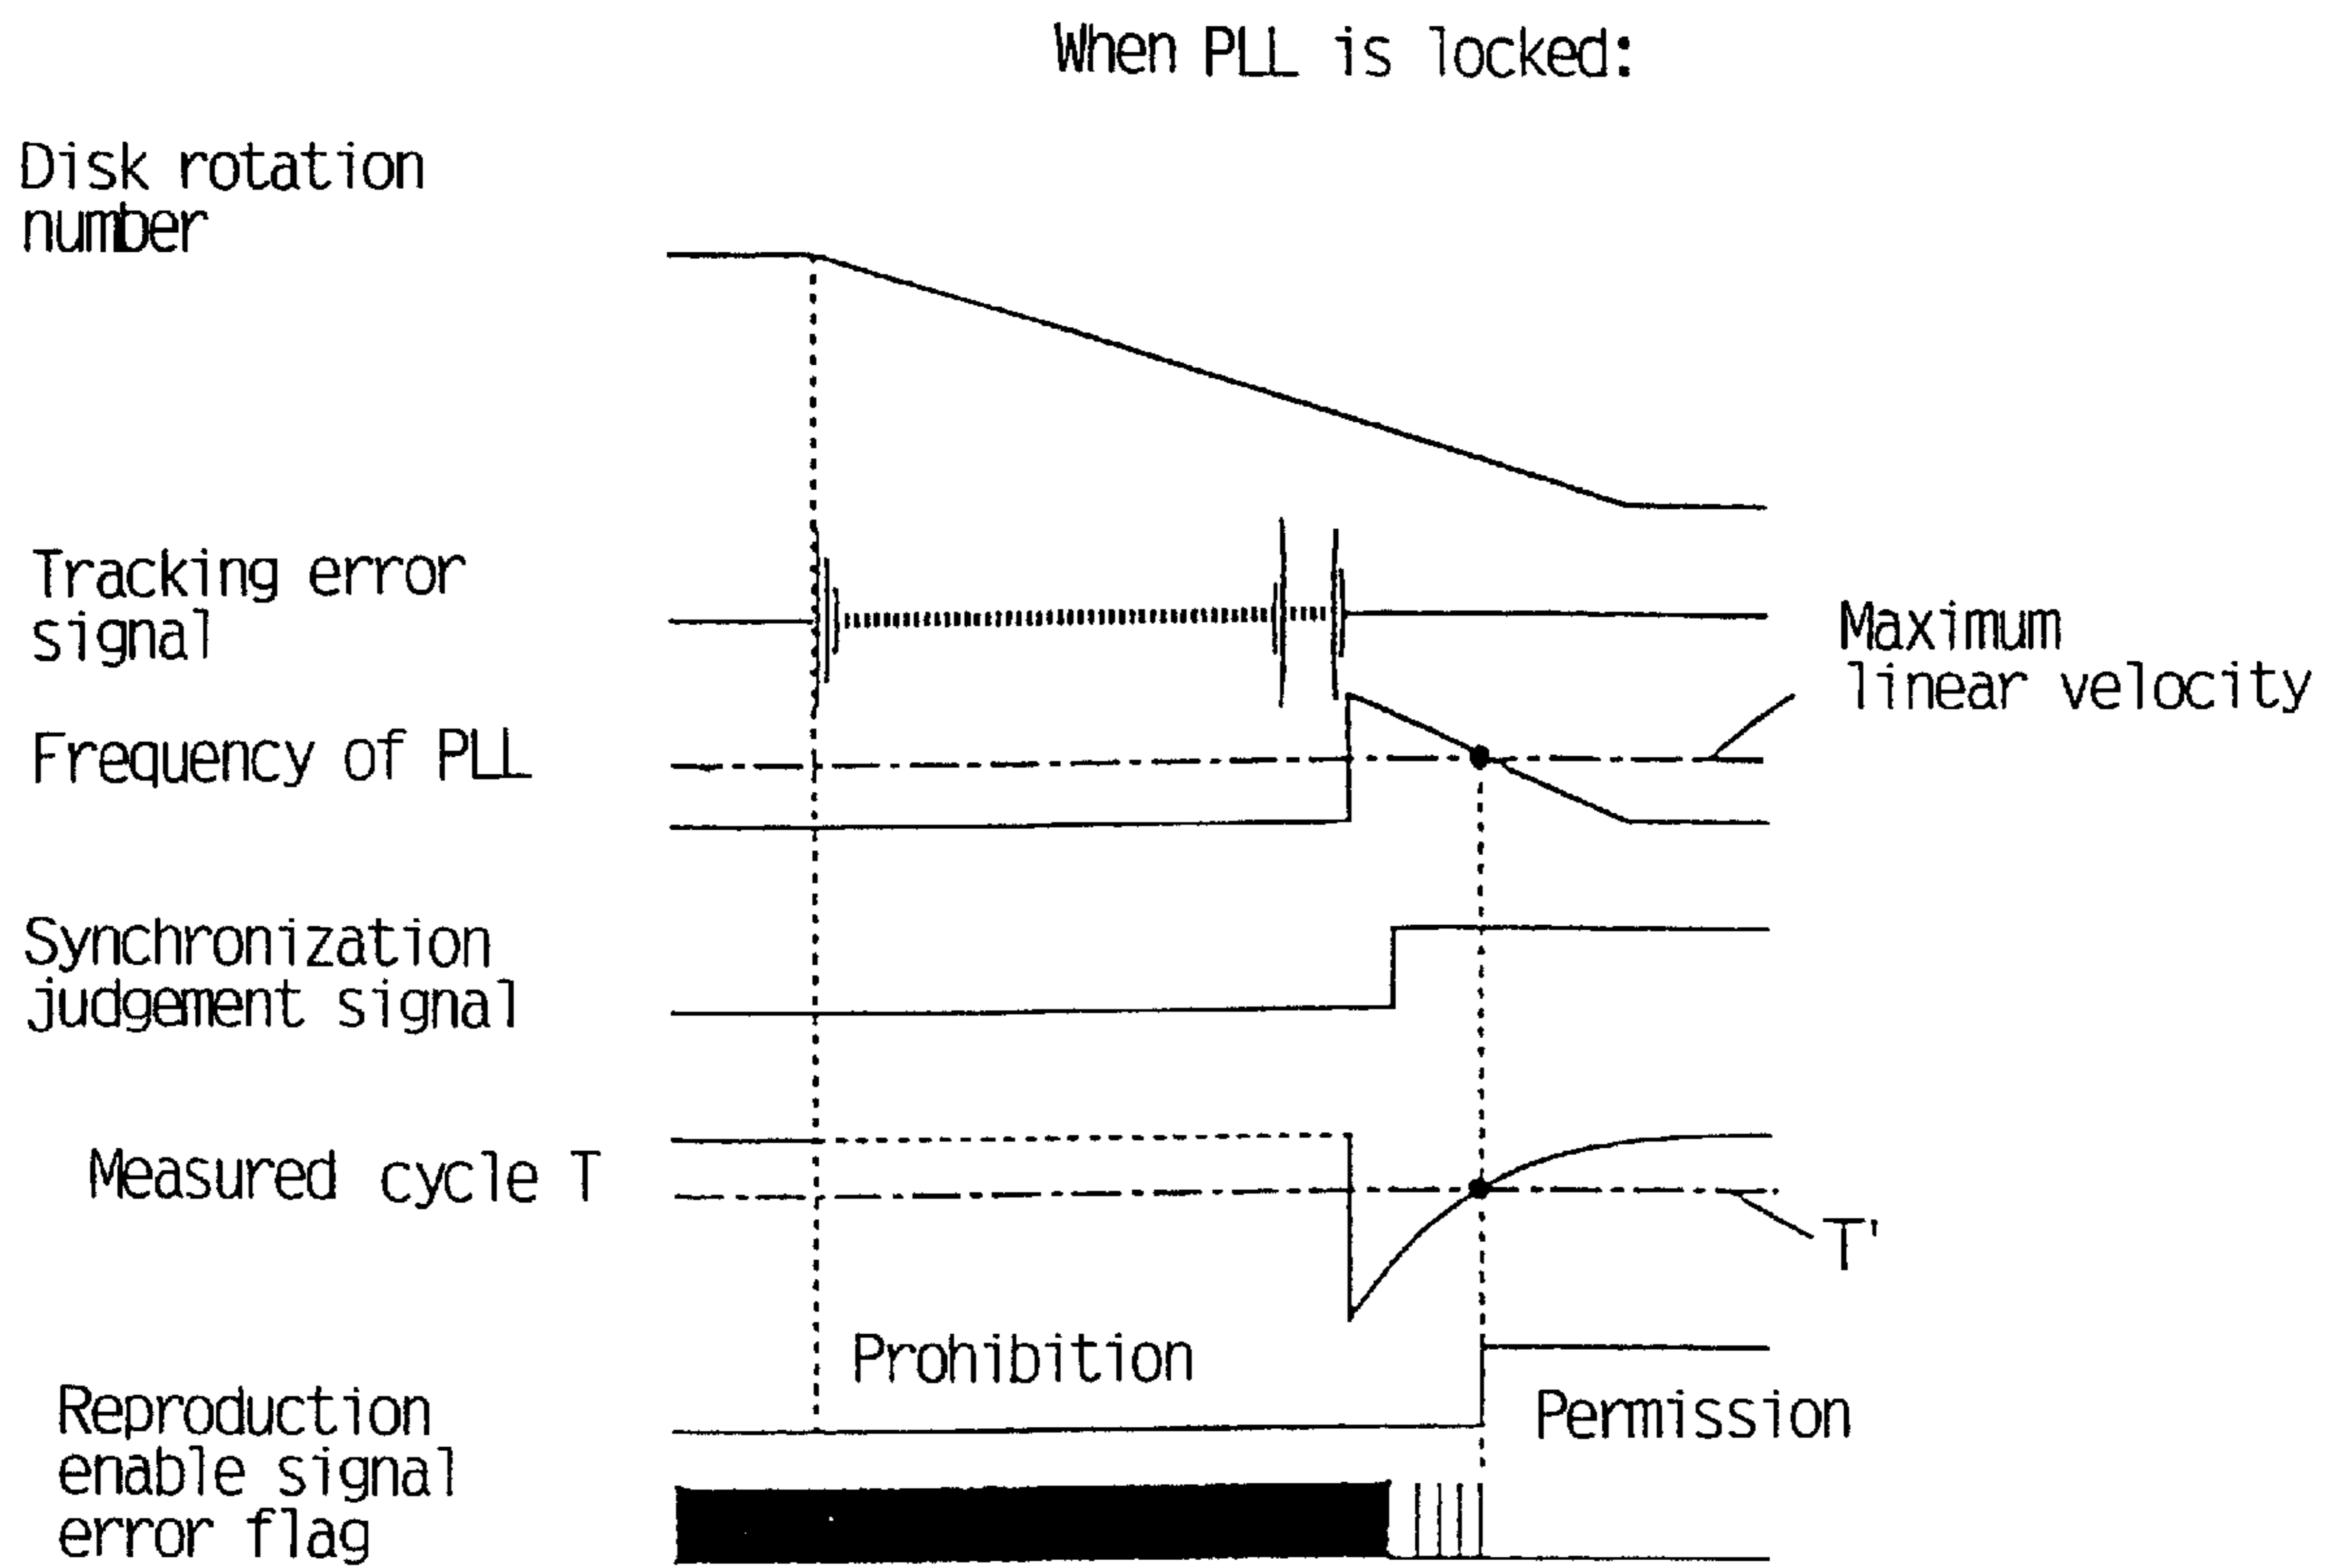 When PLL is locked:
Disk rotation
number
Tracking error
signal
Maximum
linear velocity
Frequency of PLL
Synchronization
judgement signal
Measured cycle T
T'
Prohibition
Permission
Reproduction
enable signal
error flag